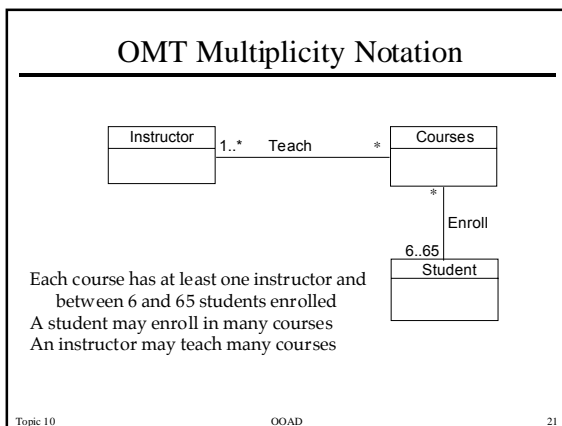 OMT Multiplicity Notation
Instructor
1..*
Teach
*
Courses
*
Enroll
6..65
Student
Each course has at least one instructor and
between 6 and 65 students enrolled
A student may enroll in many courses
An instructor may teach many courses
Topic 10
OOAD
21